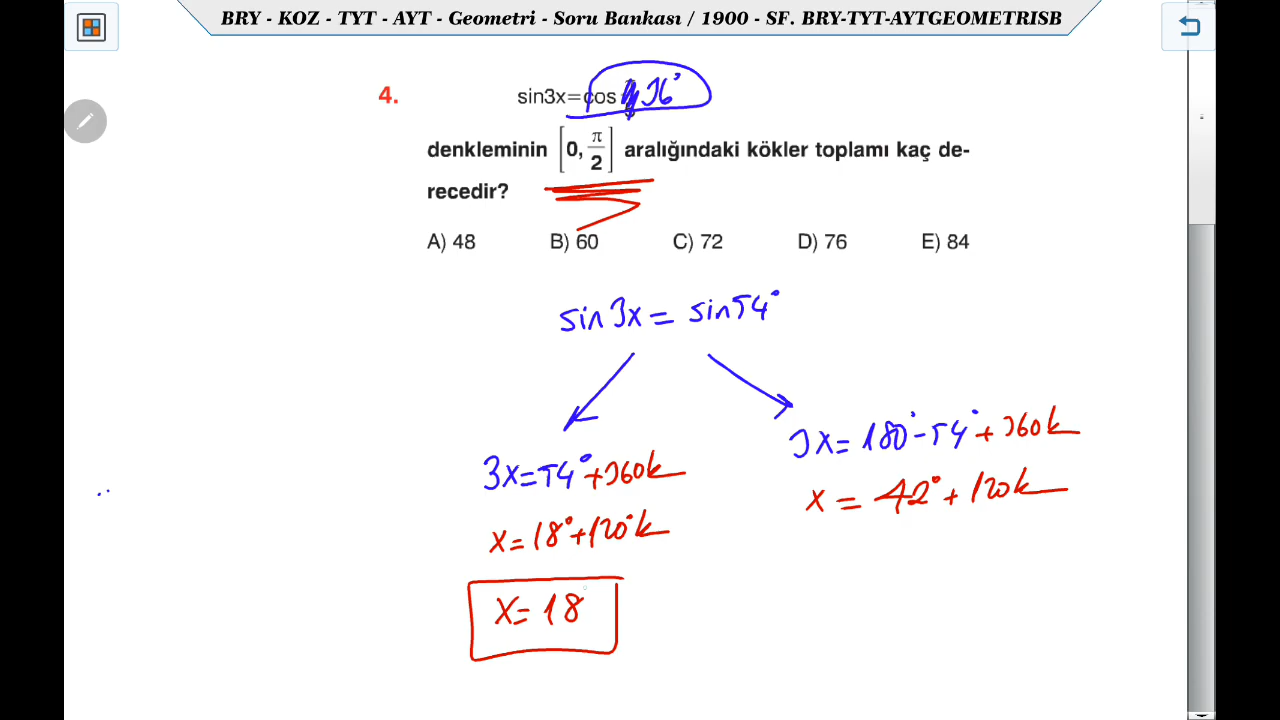 BRY - KOZ - TYT - AYT - Geometri - Soru Bankası / 1900 - SF. BRY-TYT-AYTGEOMETRISB
4. sin3x=cos 36°
denkleminin [0, π/2] aralığındaki kökler toplamı kaç de-
recedir?
A) 48 B) 60 C) 72 D) 76 E) 84
sin3x = sin54°
3x=54°+360k 3x=180°-54°+360k
x=18°+120°k x=42°+120k
x=18